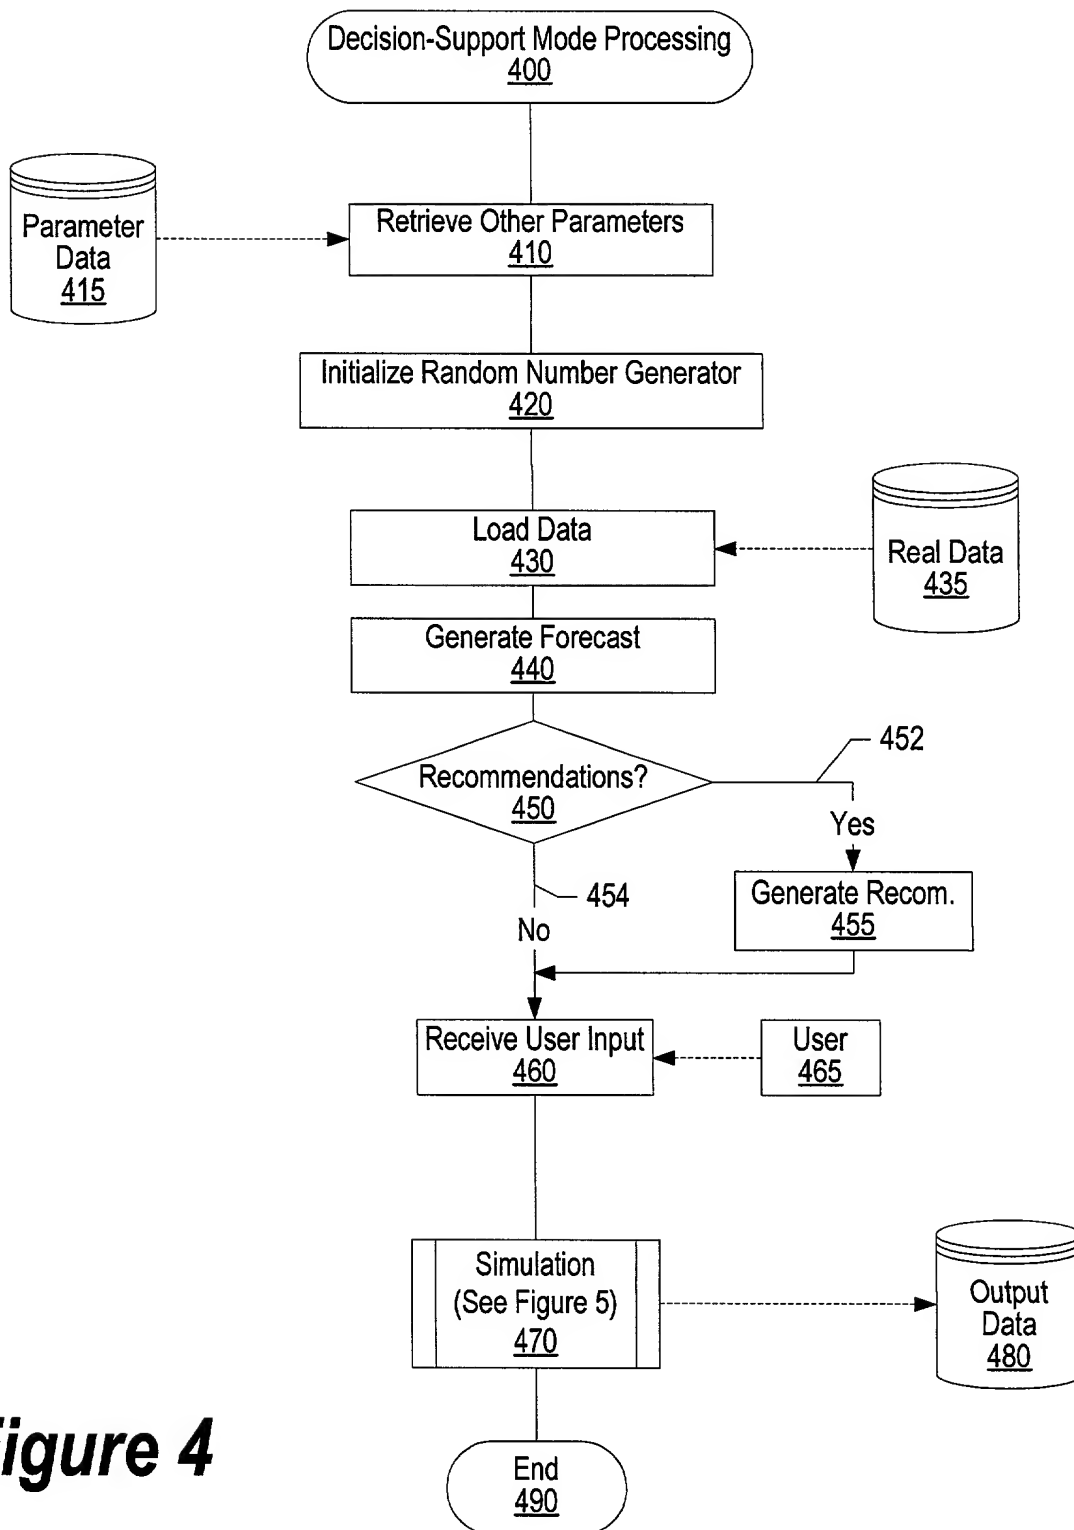 Decision-Support Mode Processing
400
Parameter
Data
415
Retrieve Other Parameters
410
Initialize Random Number Generator
420
Load Data
430
Real Data
435
Generate Forecast
440
Recommendations?
450
452
Yes
454
No
Generate Recom.
455
Receive User Input
460
User
465
Simulation
(See Figure 5)
470
Output
Data
480
End
490
Figure 4